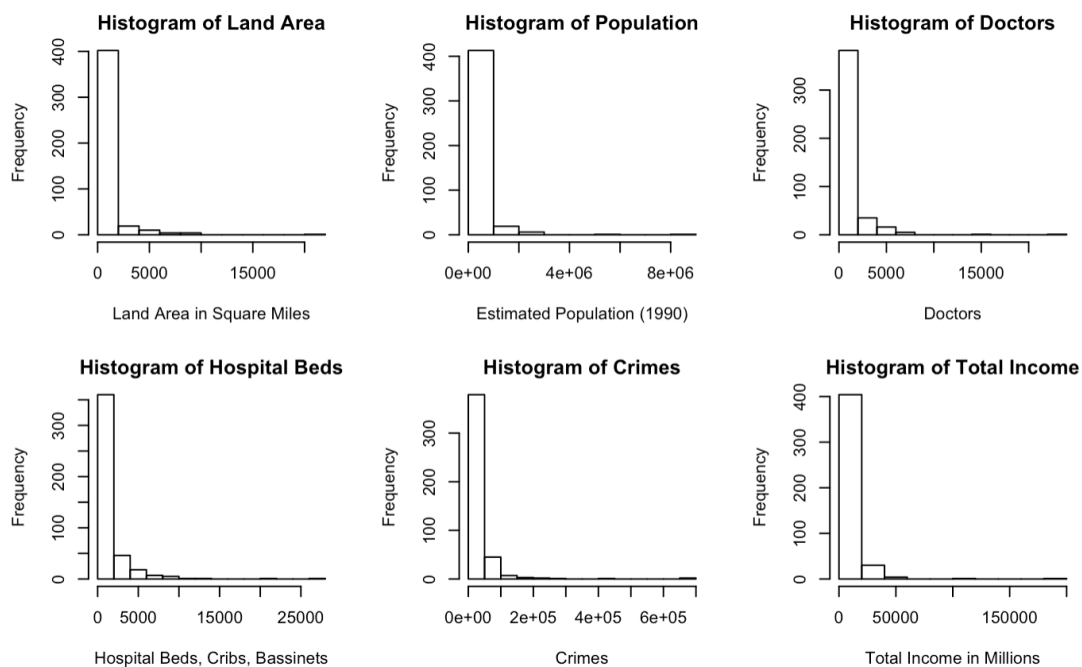 Histogram of Land Area
Frequency
0 100 200 300 400
0 5000 15000
Land Area in Square Miles
Histogram of Population
Frequency
0 100 200 300 400
0e+00 4e+06 8e+06
Estimated Population (1990)
Histogram of Doctors
Frequency
0 100 200 300
0 5000 15000
Doctors
Histogram of Hospital Beds
Frequency
0 100 200 300
0 5000 15000 25000
Hospital Beds, Cribs, Bassinets
Histogram of Crimes
Frequency
0 100 200 300
0e+00 2e+05 4e+05 6e+05
Crimes
Histogram of Total Income
Frequency
0 100 200 300 400
0 50000 150000
Total Income in Millions